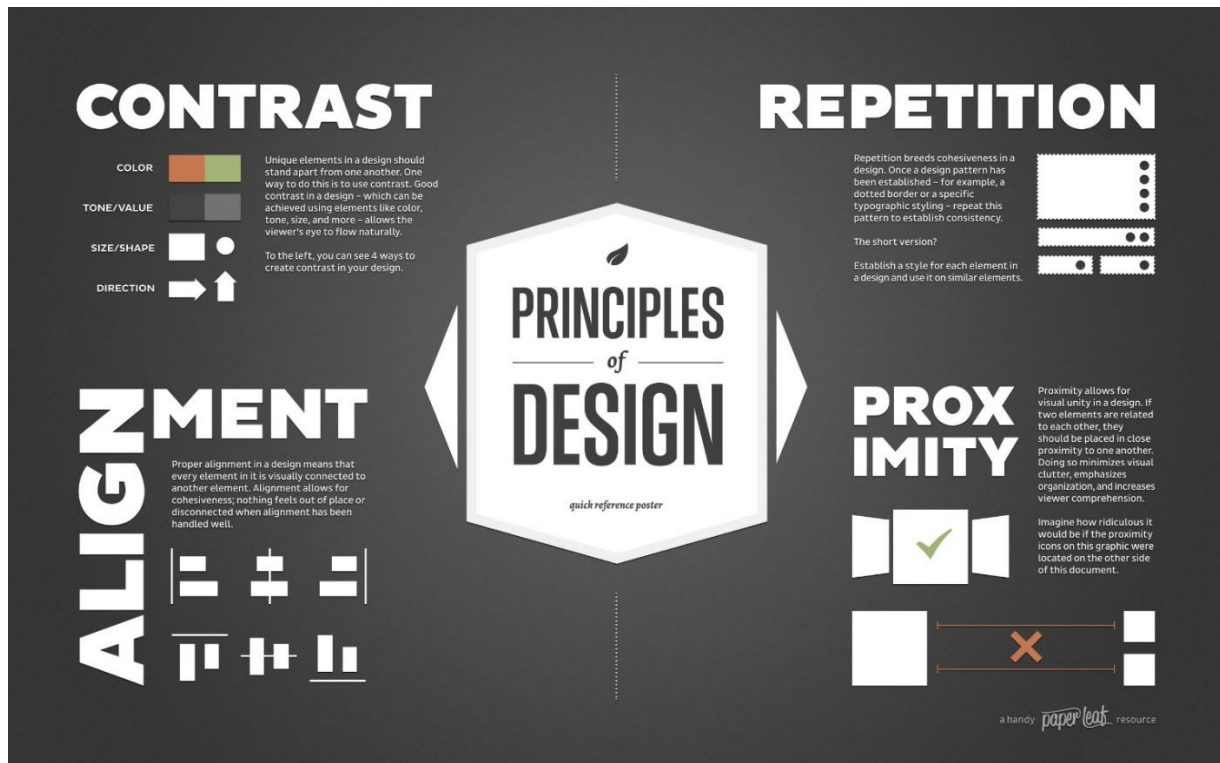 CONTRAST
COLOR
TONE/VALUE
SIZE/SHAPE
DIRECTION
Unique elements in a design should
stand apart from one another. One
way to do this is to use contrast. Good
contrast in a design – which can be
achieved using elements like color,
tone, size, and more – allows the
viewer's eye to flow naturally.
To the left, you can see 4 ways to
create contrast in your design.
REPETITION
Repetition breeds cohesiveness in a
design. Once a design pattern has
been established – for example, a
dotted border or a specific
typographic styling – repeat this
pattern to establish consistency.
The short version?
Establish a style for each element in
a design and use it on similar elements.
PRINCIPLES
of
DESIGN
quick reference poster
ALIGNMENT
Proper alignment in a design means that
every element in it is visually connected to
another element. Alignment allows for
cohesiveness; nothing feels out of place or
disconnected when alignment has been
handled well.
PROX
IMITY
Proximity allows for
visual unity in a design. If
two elements are related
to each other, they
should be placed in close
proximity to one another.
Doing so minimizes visual
clutter, emphasizes
organization, and increases
viewer comprehension.
Imagine how ridiculous it
would be if the proximity
icons on this graphic were
located on the other side
of this document.
a handy paper leaf resource